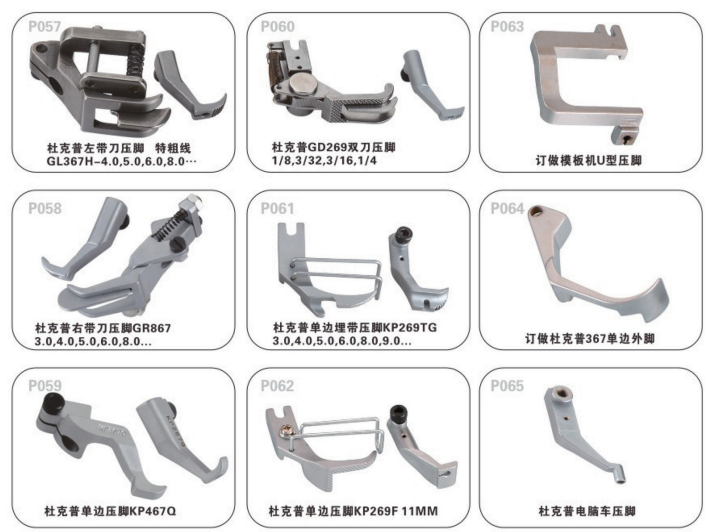 P057
杜克普左带刀压脚 特粗线
GL367H-4.0,5.0,6.0,8.0…
P060
杜克普GD269双刀压脚
1/8,3/32,3/16,1/4
P063
订做模板机U型压脚
P058
杜克普右带刀压脚GR867
3.0,4.0,5.0,6.0,8.0...
P061
杜克普单边埋带压脚KP269TG
3.0,4.0,5.0,6.0,8.0,9.0...
P064
订做杜克普367单边外脚
P059
杜克普单边压脚KP467Q
P062
杜克普单边压脚KP269F 11MM
P065
杜克普电脑车压脚